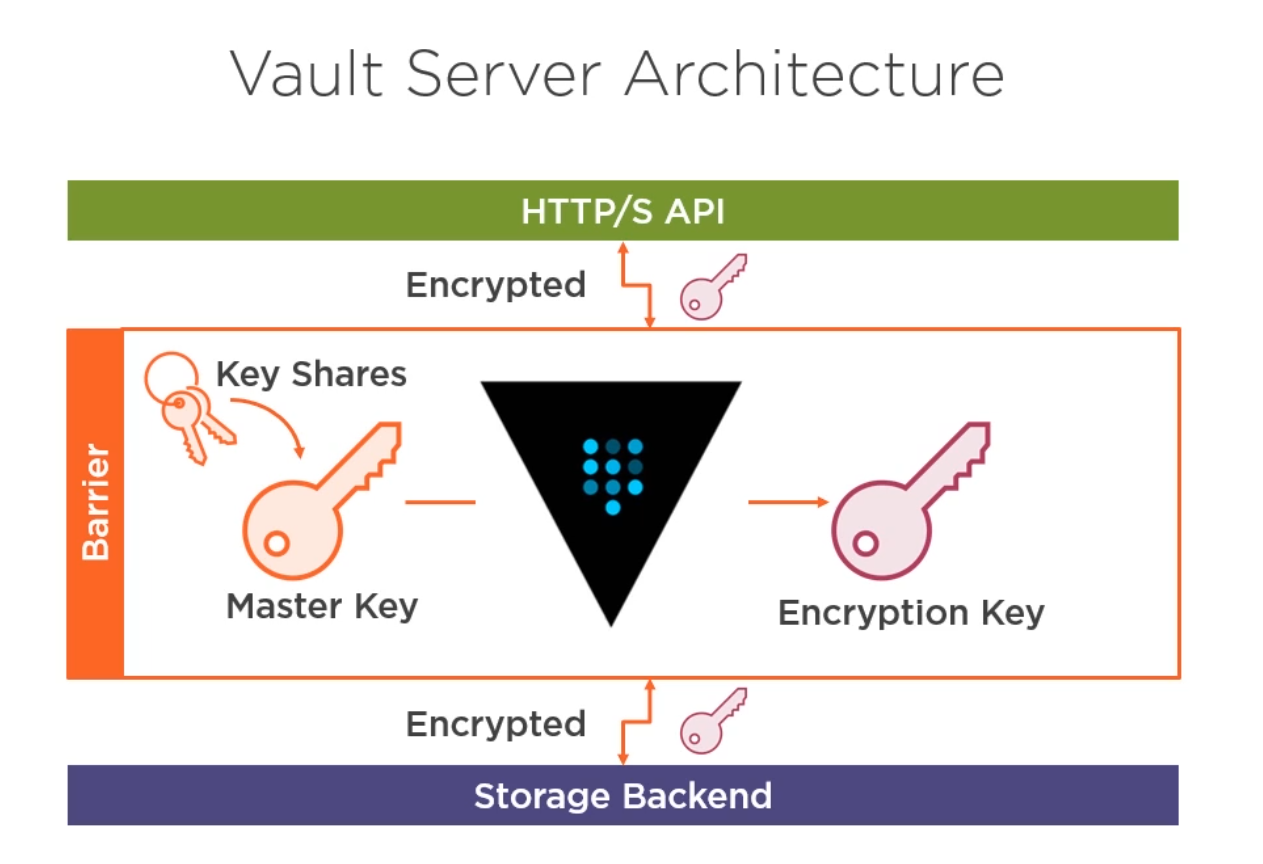 Vault Server Architecture
HTTP/S API
Encrypted
Key Shares
Barrier
Master Key
Encryption Key
Encrypted
Storage Backend